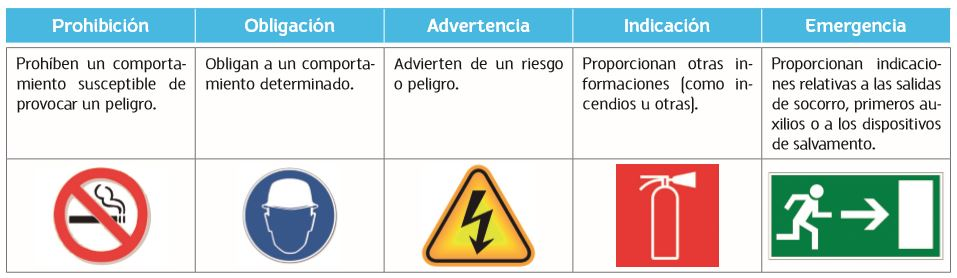 Prohibición
Obligación
Advertencia
Indicación
Emergencia
Prohíben un comporta-
miento susceptible de
provocar un peligro.
Obligan a un comporta-
miento determinado.
Advierten de un riesgo
o peligro.
Proporcionan otras in-
formaciones (como in-
cendios u otras).
Proporcionan indicacio-
nes relativas a las salidas
de socorro, primeros au-
xilios o a los dispositivos
de salvamento.